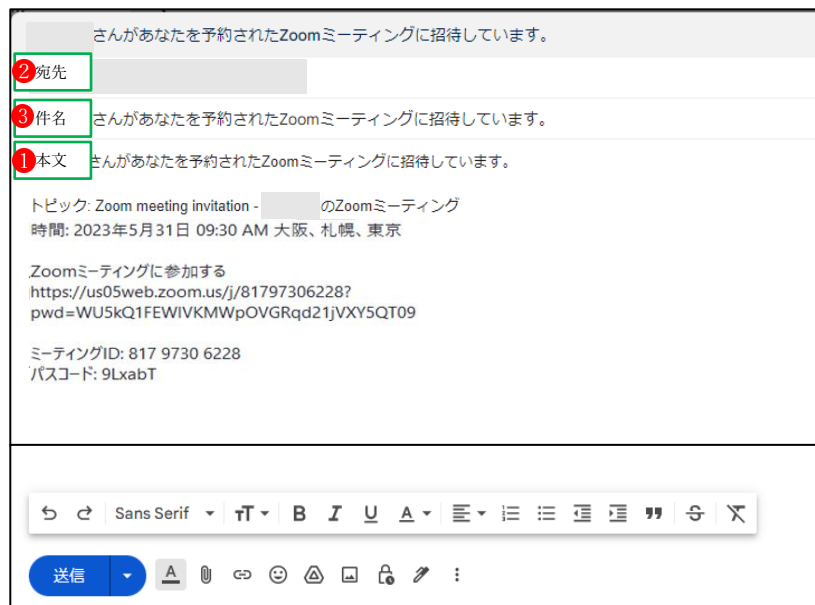 さんがあなたを予約されたZoomミーティングに招待しています。
2 宛先
3 件名 さんがあなたを予約されたZoomミーティングに招待しています。
1 本文 さんがあなたを予約されたZoomミーティングに招待しています。
トピック: Zoom meeting invitation - のZoomミーティング
時間: 2023年5月31日 09:30 AM 大阪、札幌、東京
Zoomミーティングに参加する
https://us05web.zoom.us/j/81797306228?
pwd=WU5kQ1FEWIVKMWpOVGRqd21jVXY5QT09
ミーティングID: 817 9730 6228
パスコード: 9LxabT
Sans Serif
送信